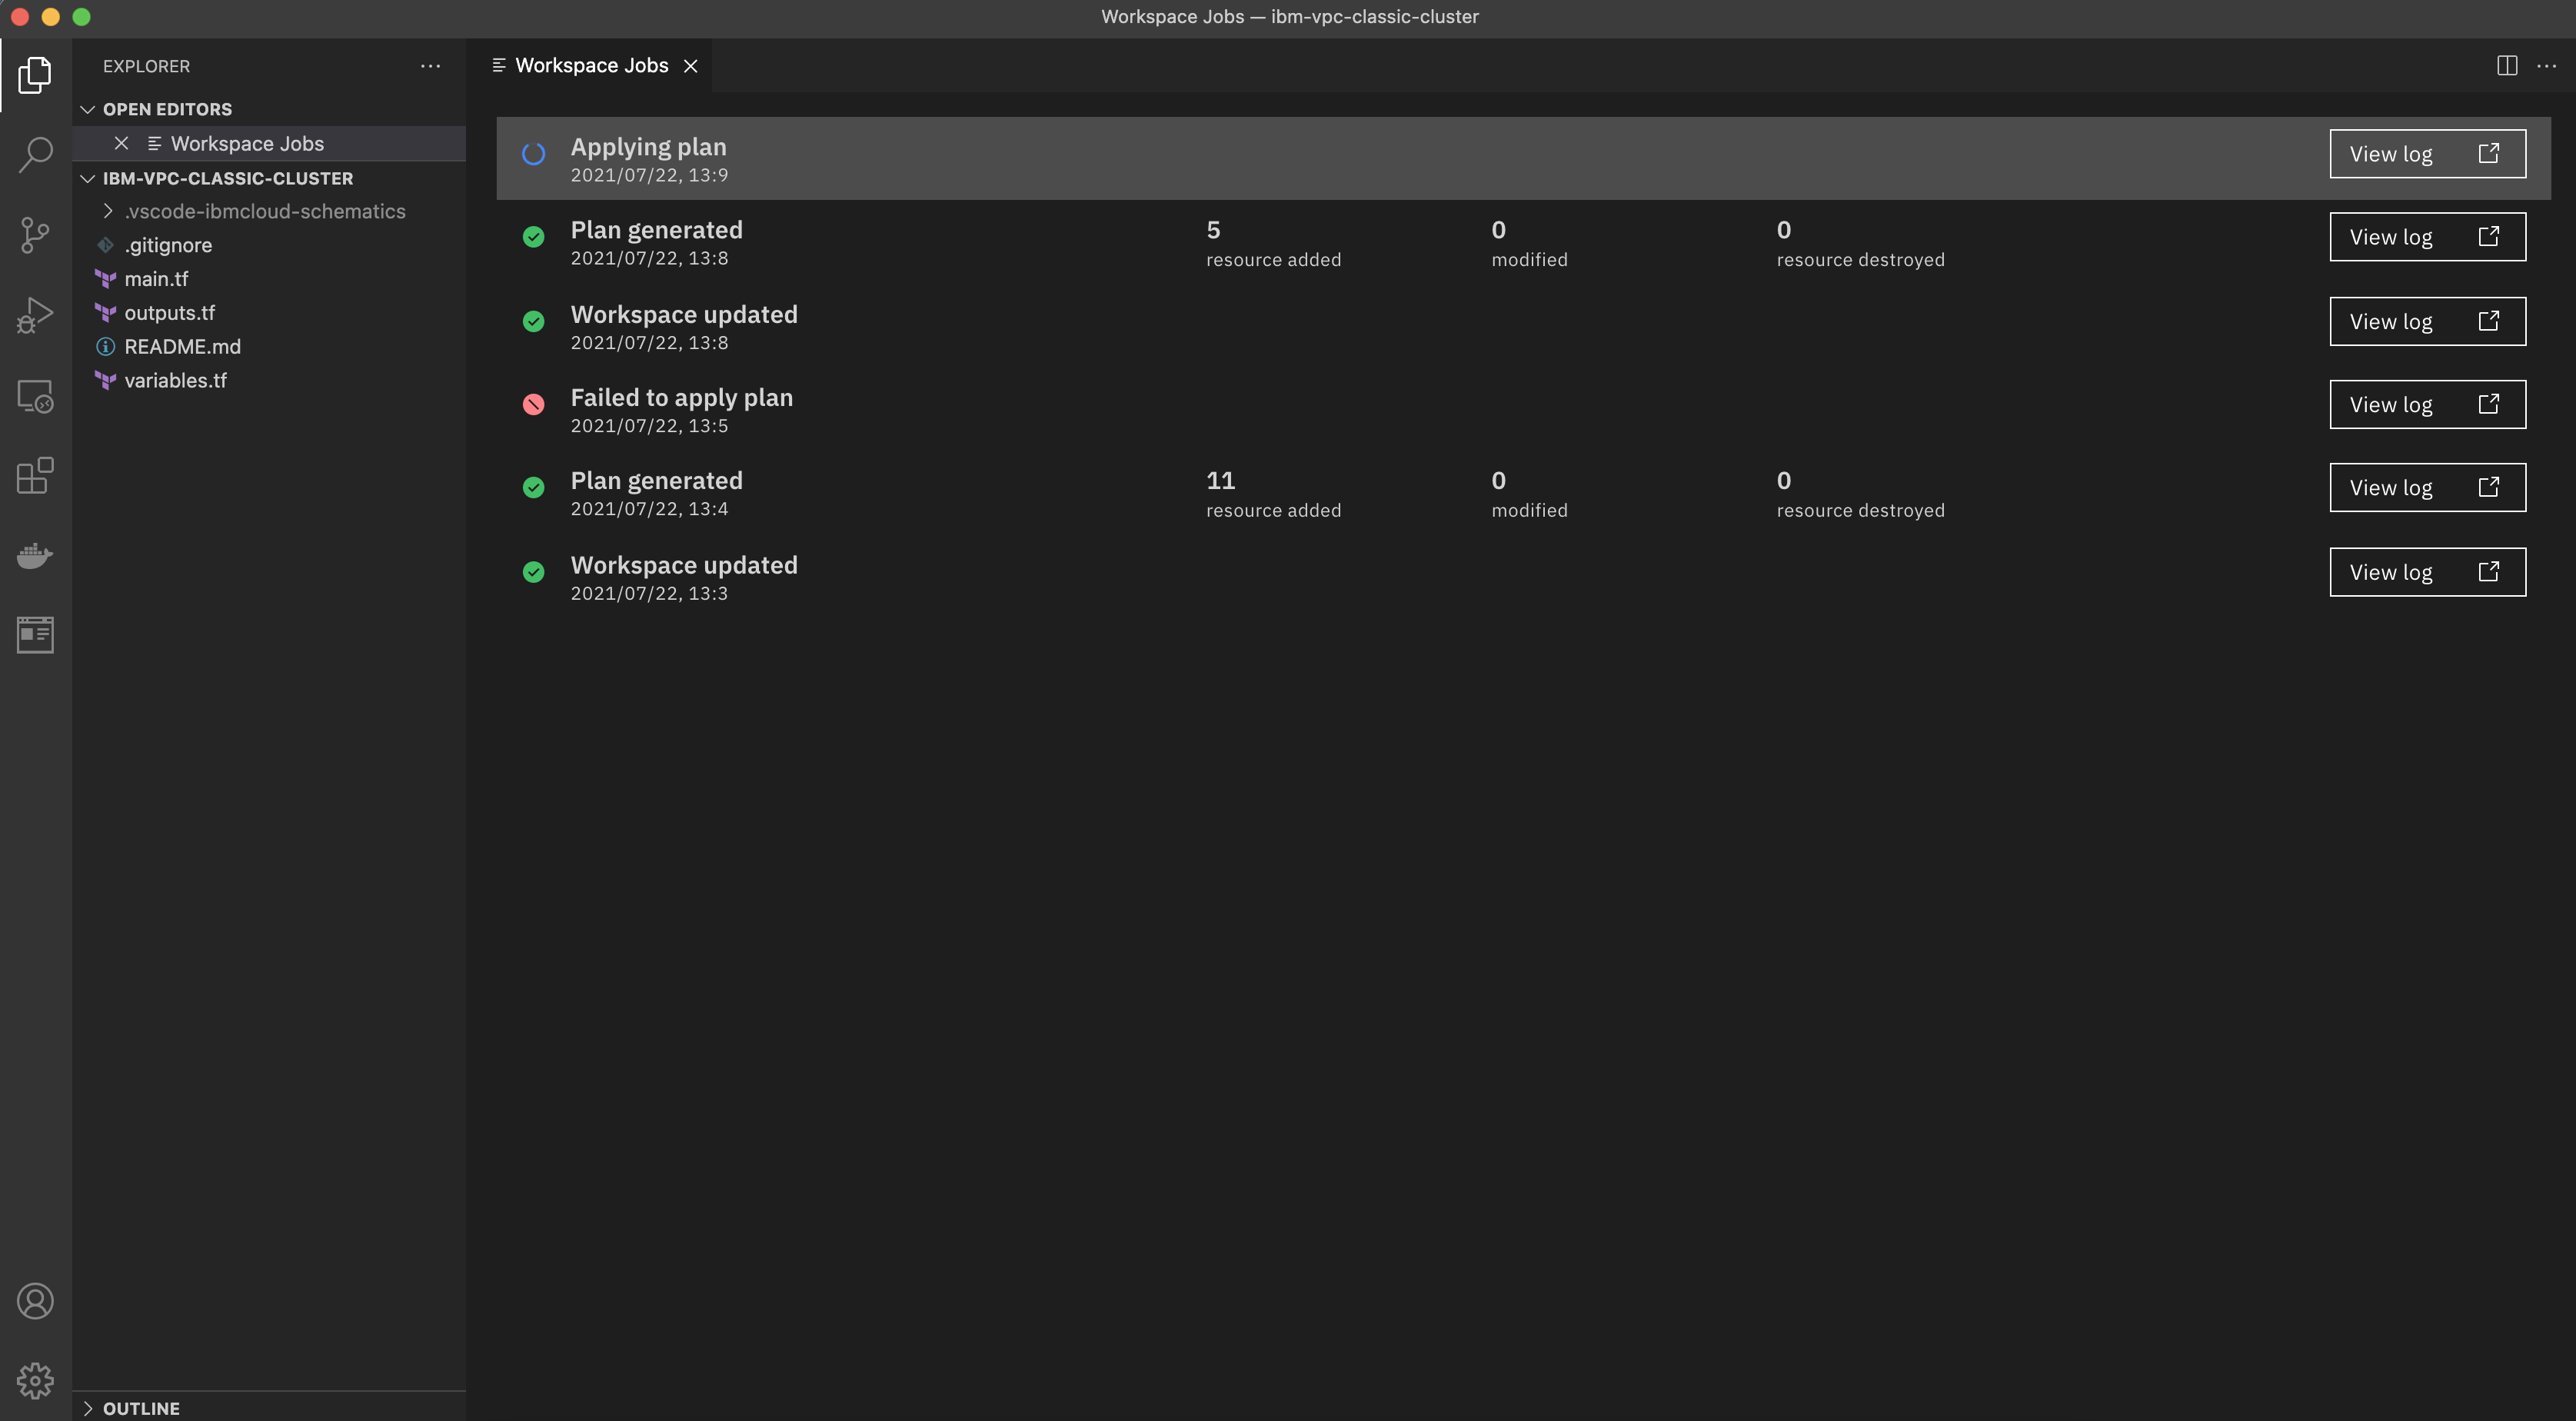 Workspace Jobs — ibm-vpc-classic-cluster
EXPLORER
Workspace Jobs
OPEN EDITORS
Workspace Jobs
IBM-VPC-CLASSIC-CLUSTER
.vscode-ibmcloud-schematics
.gitignore
main.tf
outputs.tf
README.md
variables.tf
OUTLINE
Applying plan
2021/07/22, 13:9
View log
Plan generated
2021/07/22, 13:8
5
resource added
0
modified
0
resource destroyed
View log
Workspace updated
2021/07/22, 13:8
View log
Failed to apply plan
2021/07/22, 13:5
View log
Plan generated
2021/07/22, 13:4
11
resource added
0
modified
0
resource destroyed
View log
Workspace updated
2021/07/22, 13:3
View log